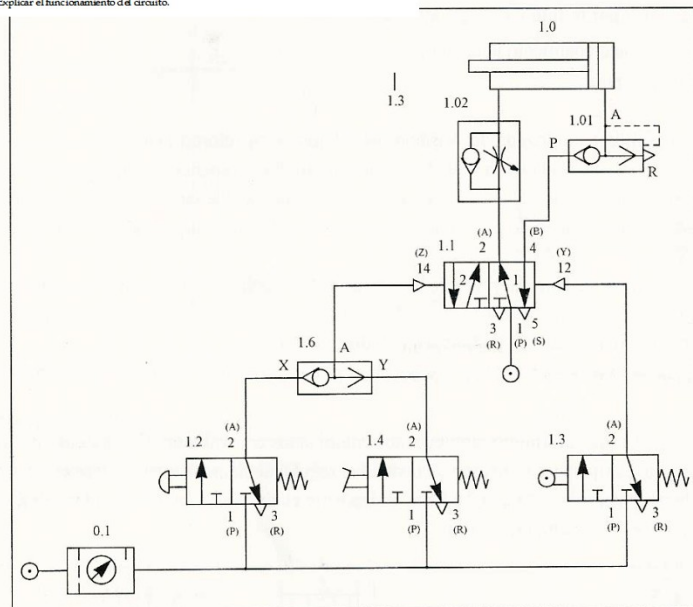 explicar el funcionamiento del circuito.
1.0
1.3
1.02
1.01
A
P
R
(A)
(B)
(Z)
1.1
2
4
(Y)
14
2
1
12
3
1
5
(R)
(P)
(S)
1.6
A
X
Y
(A)
(A)
(A)
1.2
2
1.4
2
1.3
2
1
3
1
3
1
3
(P)
(R)
(P)
(R)
(P)
(R)
0.1